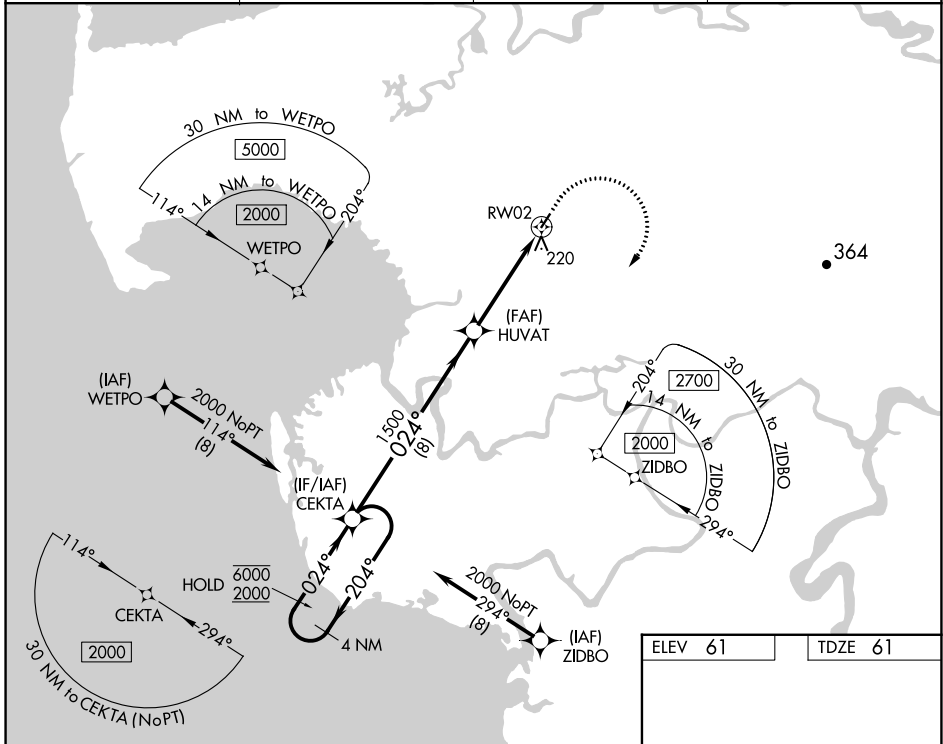 30 NM to WETPO
5000
14 NM to WETPO
2000
114°
204°
WETPO
RW02
220
364
(FAF)
HUVAT
(IAF)
WETPO
2000 NoPT
114°
(8)
1500
024°
(8)
204°
2700
30 NM to ZIDBO
14 NM to ZIDBO
2000
ZIDBO
294°
(IF/IAF)
CEKTA
024°
204°
HOLD
6000
2000
4 NM
114°
CEKTA
294°
2000
30 NM to CEKTA (NoPT)
2000 NoPT
294°
(8)
(IAF)
ZIDBO
ELEV 61
TDZE 61